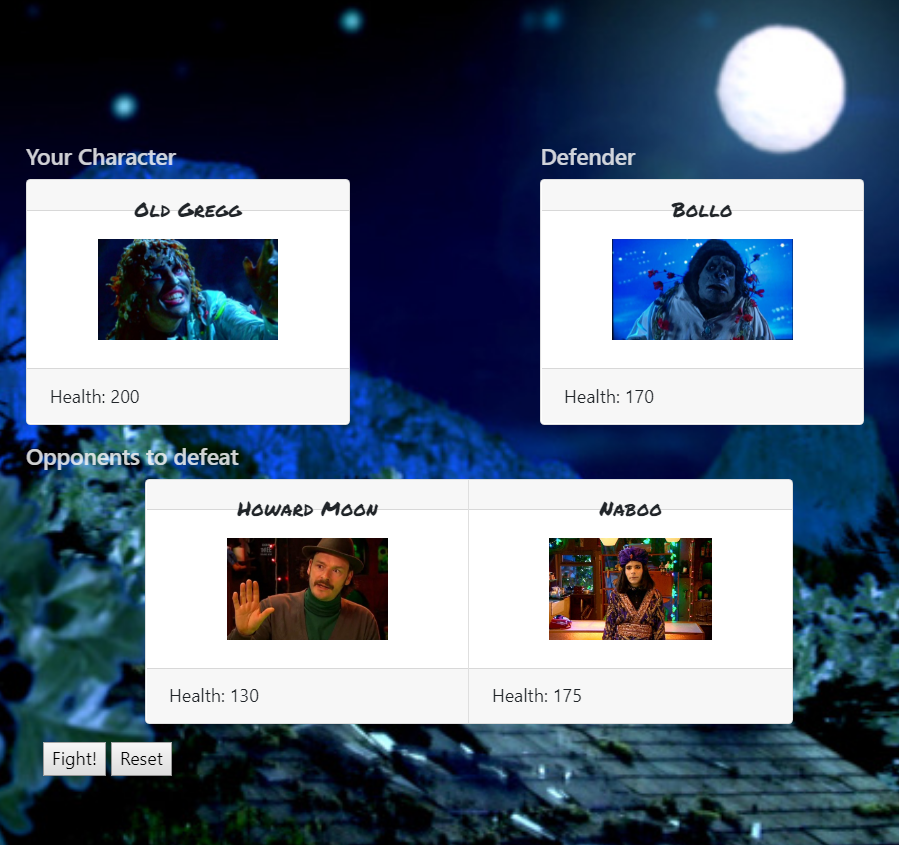 Your Character
Defender
Old Gregg
Bollo
Health: 200
Health: 170
Opponents to defeat
Howard Moon
Naboo
Health: 130
Health: 175
Fight!
Reset